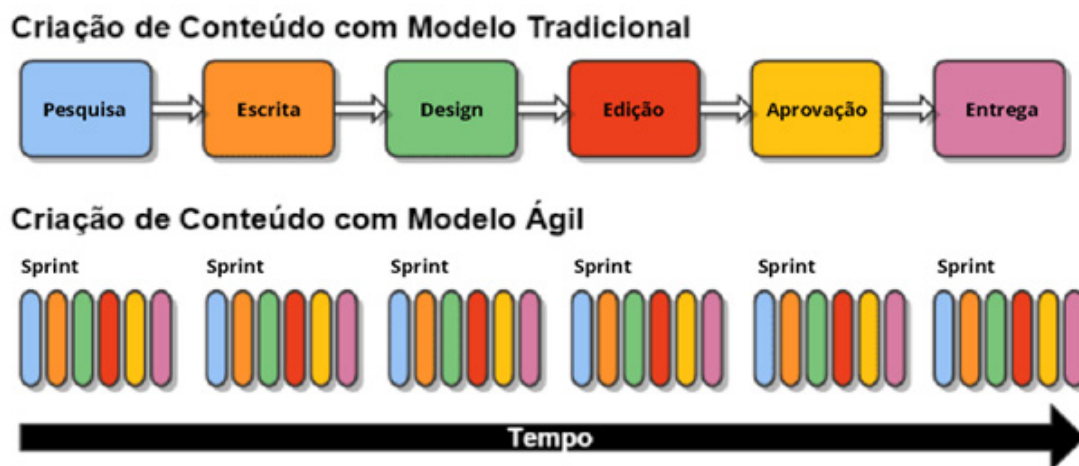 Criação de Conteúdo com Modelo Tradicional
Pesquisa
Escrita
Design
Edição
Aprovação
Entrega
Criação de Conteúdo com Modelo Ágil
Sprint
Sprint
Sprint
Sprint
Sprint
Sprint
Tempo